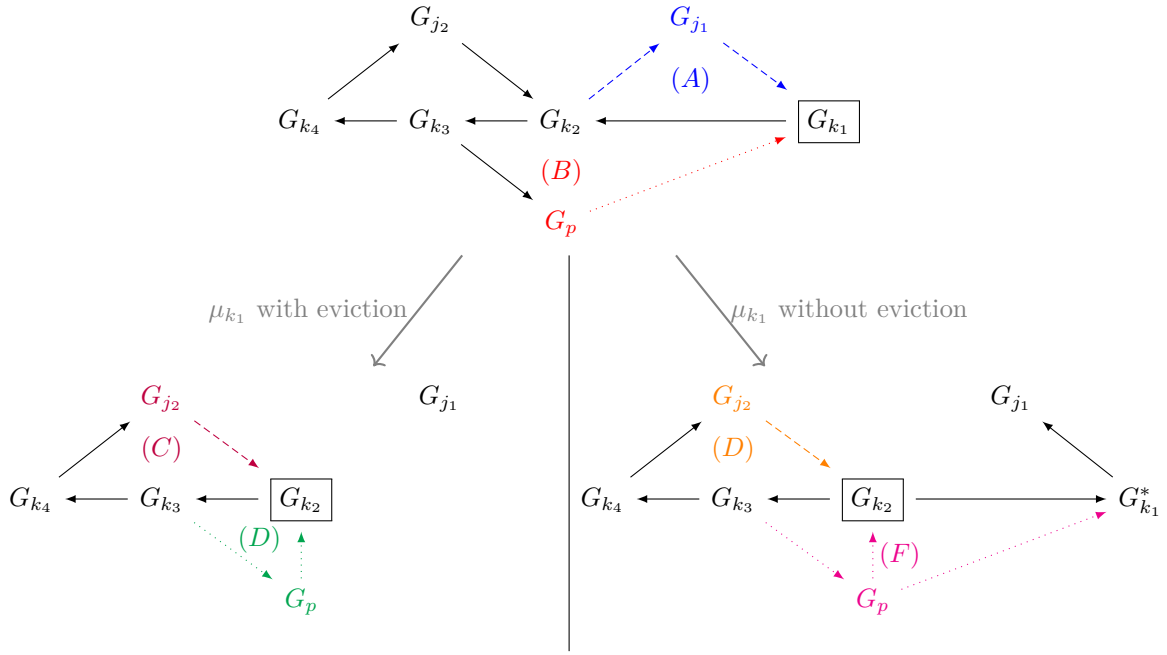 G_{j_2} G_{j_1}
(A)
G_{k_4} G_{k_3} G_{k_2} G_{k_1}
(B)
G_p
μ_{k_1} with eviction μ_{k_1} without eviction
G_{j_2} G_{j_1} G_{j_2} G_{j_1}
(C) (D)
G_{k_4} G_{k_3} G_{k_2} G_{k_4} G_{k_3} G_{k_2} G^*_{k_1}
(D) (F)
G_p G_p